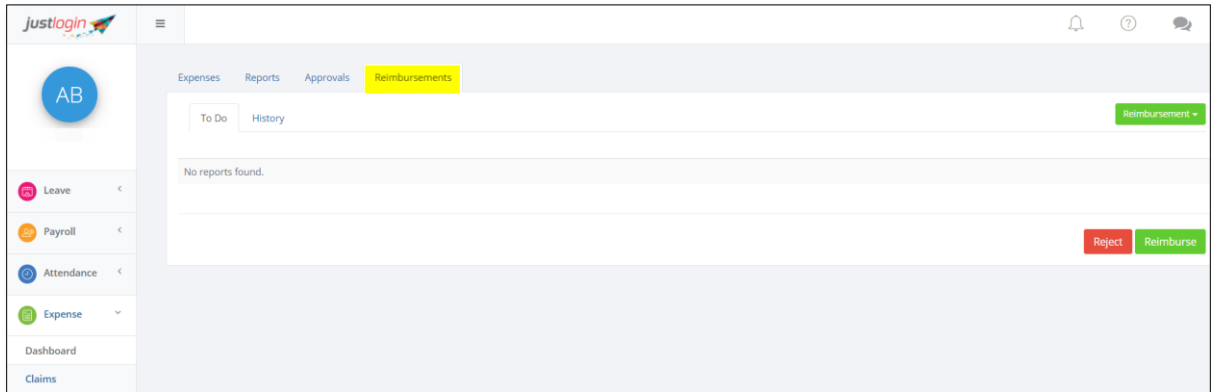 justlogin
AB
Leave
Payroll
Attendance
Expense
Dashboard
Claims
Expenses Reports Approvals Reimbursements
To Do History
Reimbursement
No reports found.
Reject Reimburse